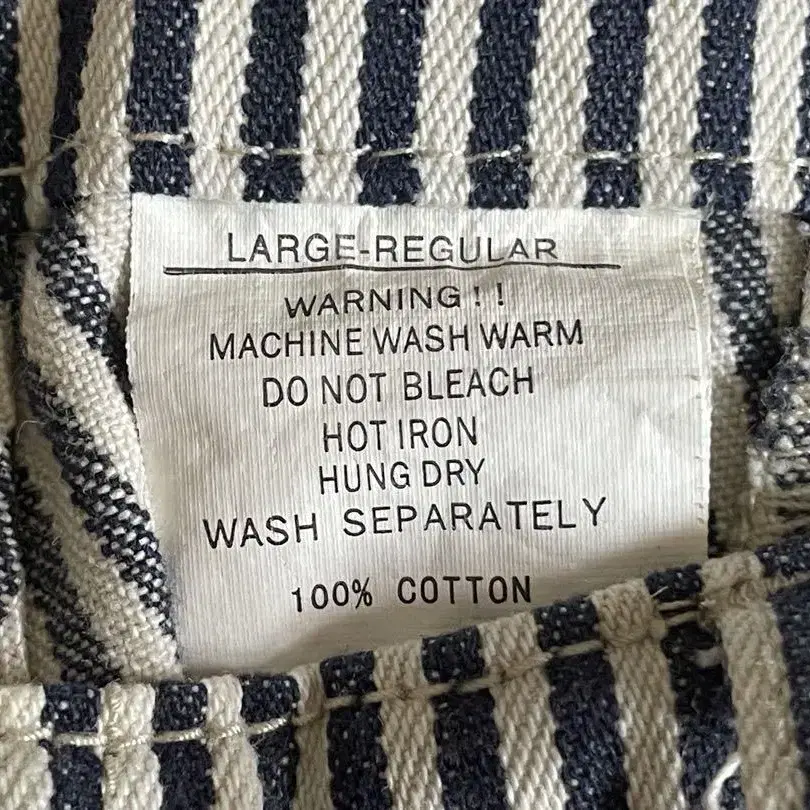 LARGE-REGULAR
WARNING!!
MACHINE WASH WARM
DO NOT BLEACH
HOT IRON
HUNG DRY
WASH SEPARATELY
100% COTTON